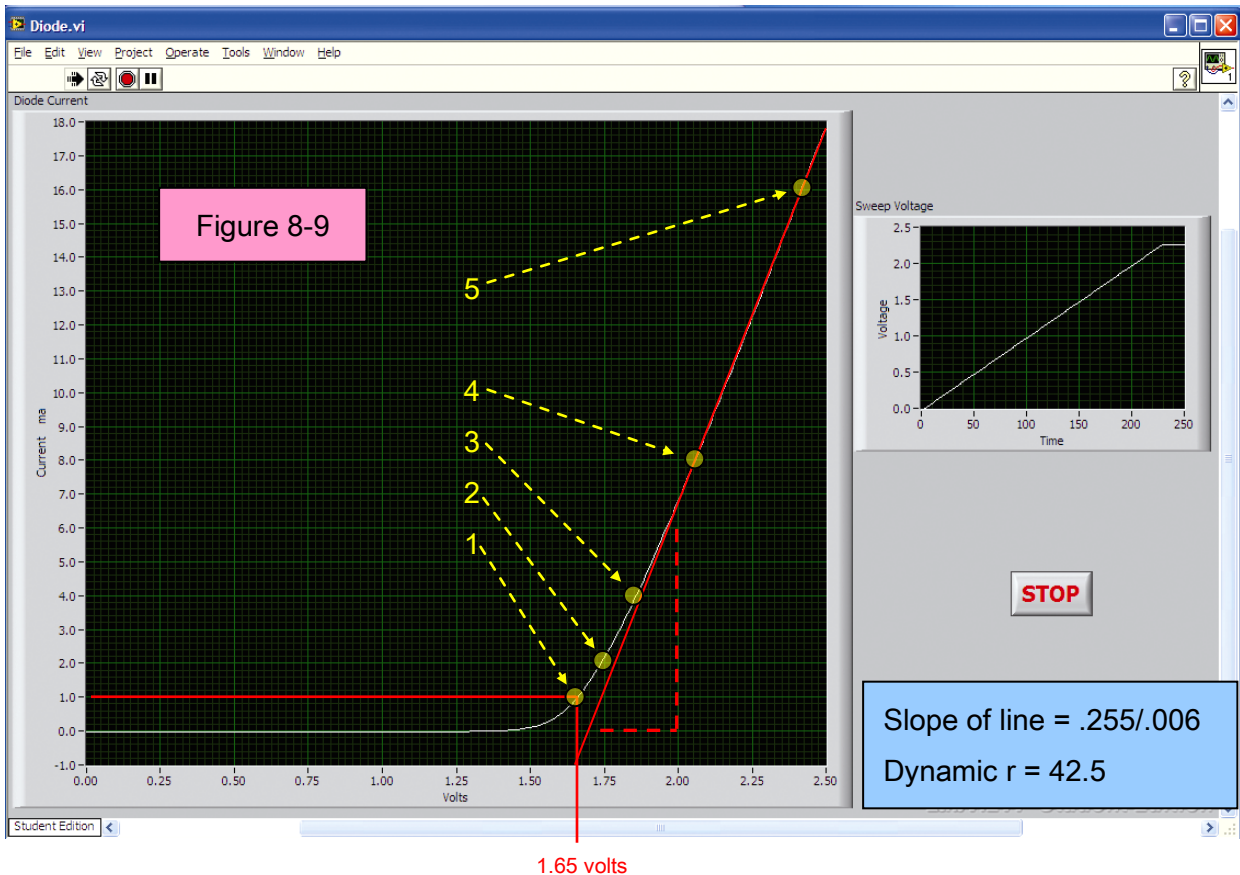 Diode.vi
File Edit View Project Operate Tools Window Help
1
Diode Current
18.0
17.0
16.0
15.0
14.0
13.0
12.0
11.0
10.0
9.0
8.0
7.0
6.0
5.0
4.0
3.0
2.0
1.0
0.0
-1.0
Current ma
0.00 0.25 0.50 0.75 1.00 1.25 1.50 1.75 2.00 2.25 2.50
Volts
Figure 8-9
5
4
3
2
1
1.65 volts
Sweep Voltage
2.5
2.0
1.5
1.0
0.5
0.0
Voltage
0 50 100 150 200 250
Time
STOP
Slope of line = .255/.006
Dynamic r = 42.5
Student Edition